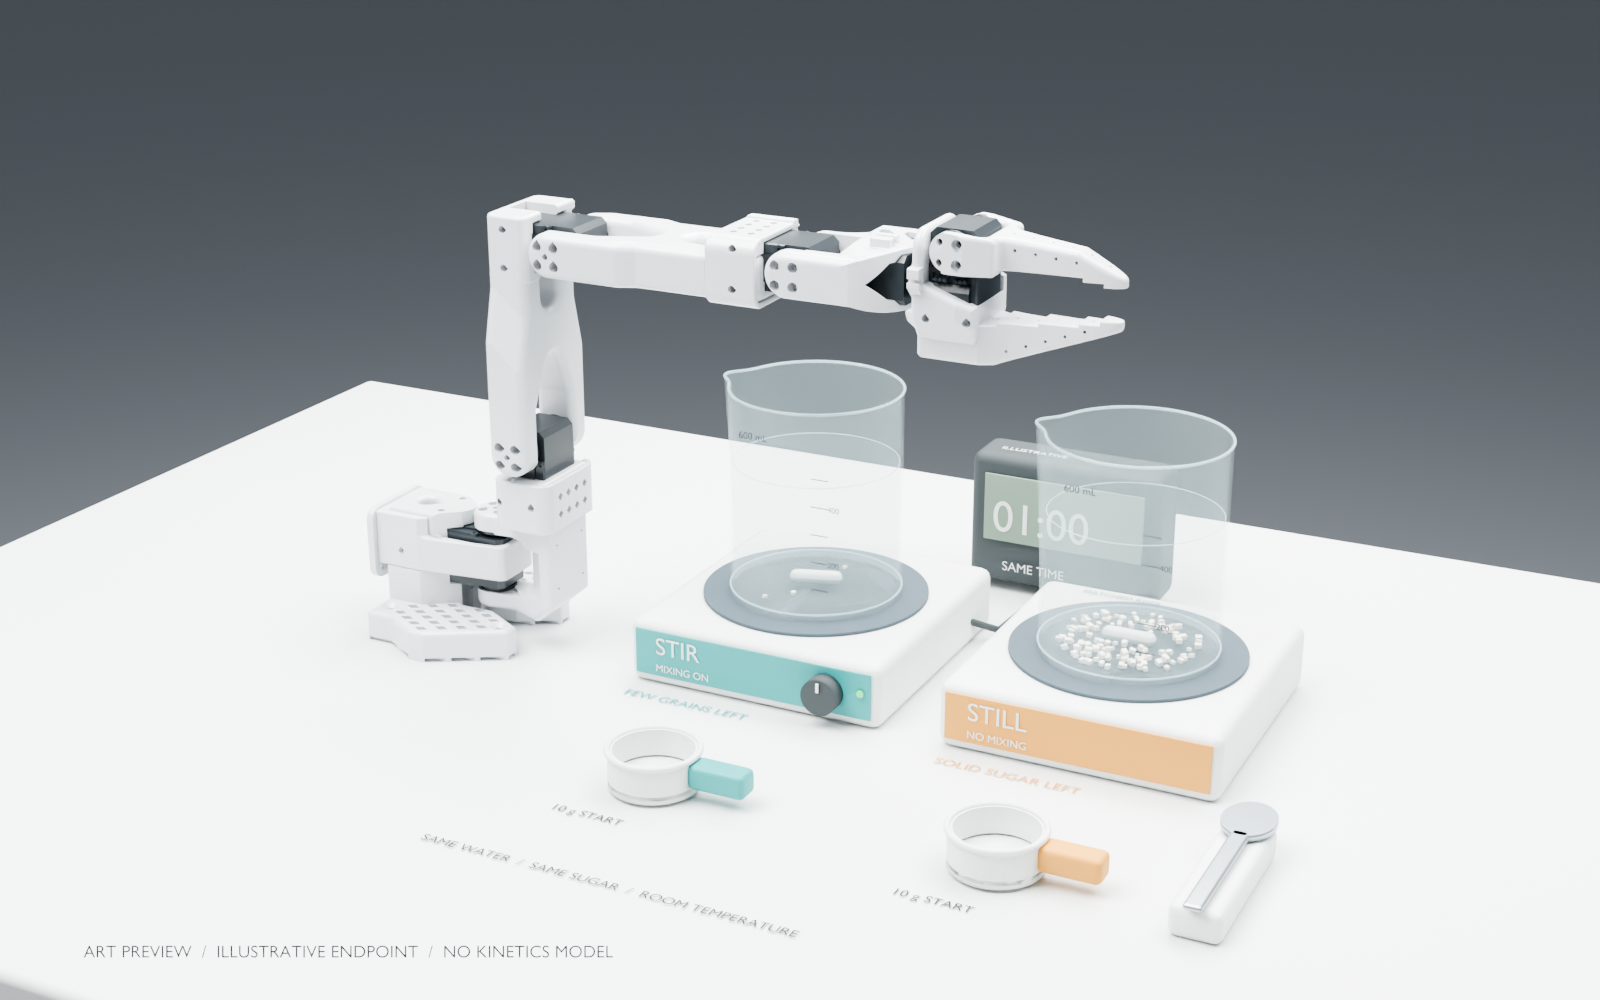 600 mL
400
200
ILLUSTRATIVE
01:00
SAME TIME
600 mL
400
STIR
MIXING ON
FEW GRAINS LEFT
STILL
NO MIXING
SOLID SUGAR LEFT
10 g START
10 g START
SAME WATER / SAME SUGAR / ROOM TEMPERATURE
ART PREVIEW / ILLUSTRATIVE ENDPOINT / NO KINETICS MODEL